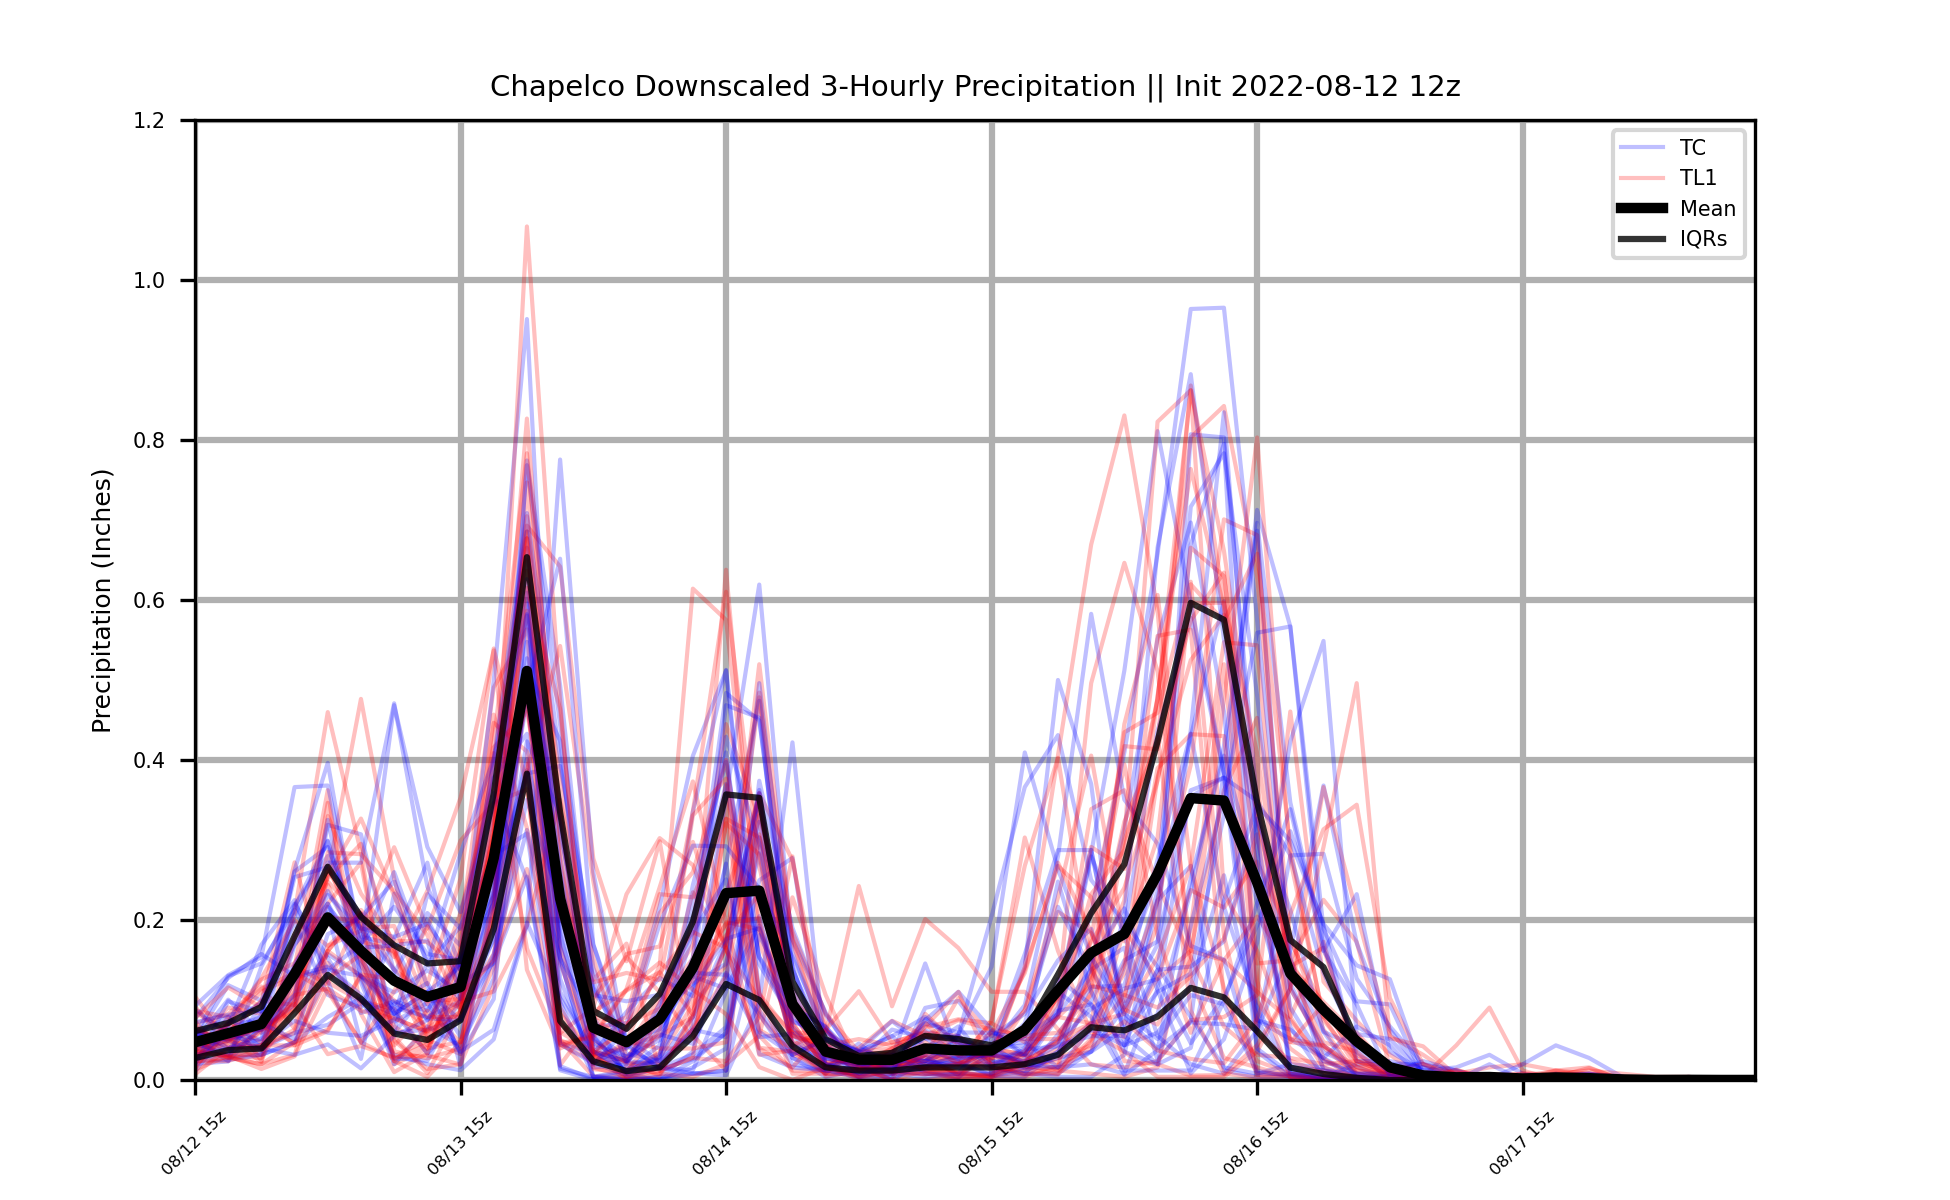 Chapelco Downscaled 3-Hourly Precipitation || Init 2022-08-12 12z
TC
TL1
Mean
IQRs
Precipitation (Inches)
1.2
1.0
0.8
0.6
0.4
0.2
0.0
08/12 15z
08/13 15z
08/14 15z
08/15 15z
08/16 15z
08/17 15z